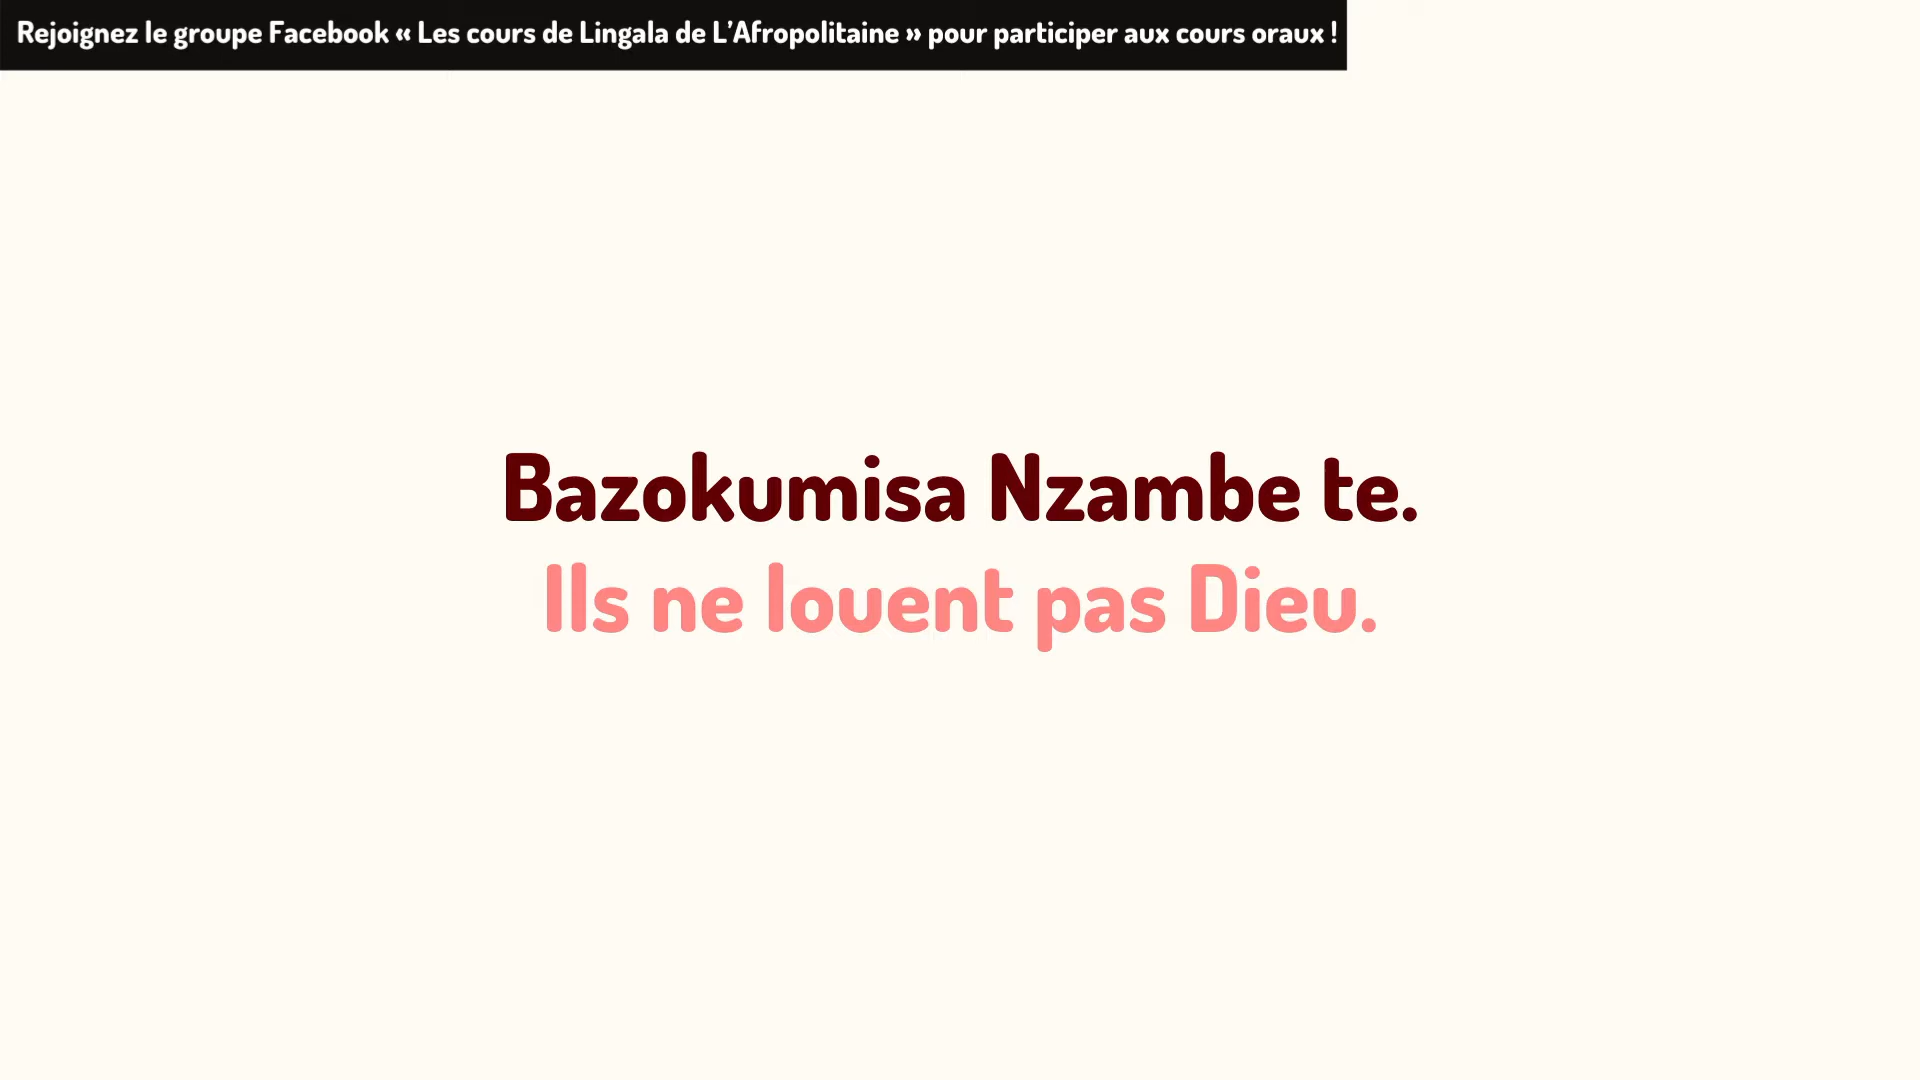 Rejoignez le groupe Facebook « Les cours de Lingala de L’Afropolitaine » pour participer aux cours oraux !
Bazokumisa Nzambe te.
Ils ne louent pas Dieu.